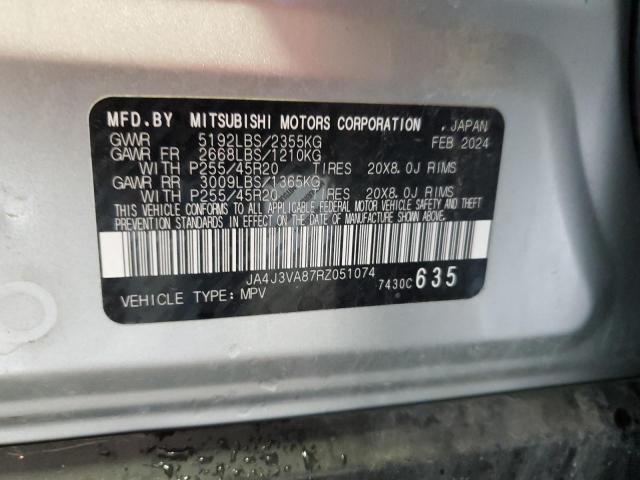 MFD.BY MITSUBISHI MOTORS CORPORATION , JAPAN
GVWR 5192LBS/2355KG FEB 2024
GAWR FR 2668LBS/1210KG
WITH P255/45R20 TIRES 20X8.0J RIMS
GAWR RR 3009LBS/1365KG
WITH P255/45R20 TIRES 20X8.0J RIMS
THIS VEHICLE CONFORMS TO ALL APPLICABLE FEDERAL MOTOR VEHICLE SAFETY AND THEFT
PREVENTION STANDARDS IN EFFECT ON THE DATE OF MANUFACTURE SHOWN ABOVE.
JA4J3VA87RZ051074
7430C 635
VEHICLE TYPE: MPV